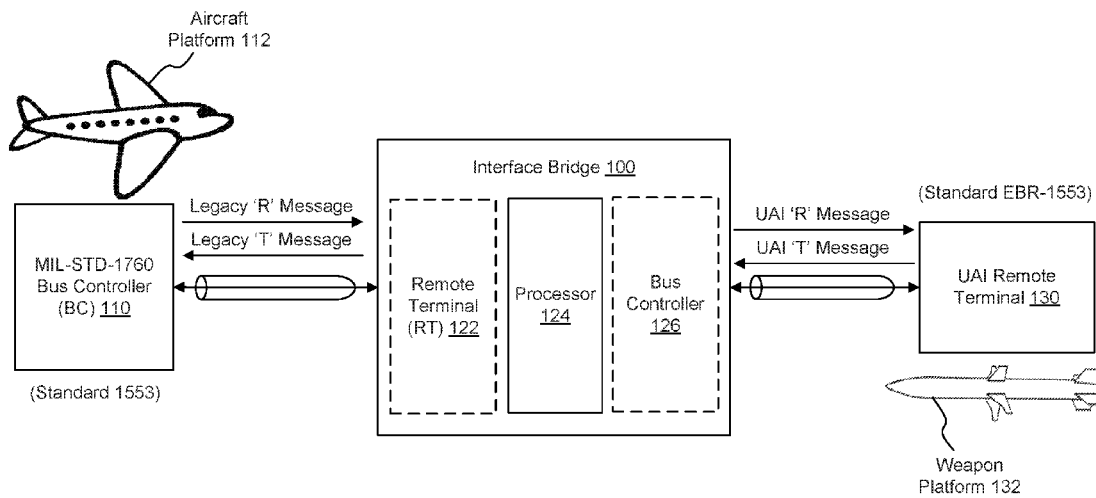 Aircraft
Platform 112
Interface Bridge 100
(Standard EBR-1553)
Legacy 'R' Message
Legacy 'T' Message
UAI 'R' Message
UAI 'T' Message
MIL-STD-1760
Bus Controller
(BC) 110
Remote
Terminal
(RT) 122
Processor
124
Bus
Controller
126
UAI Remote
Terminal 130
(Standard 1553)
Weapon
Platform 132